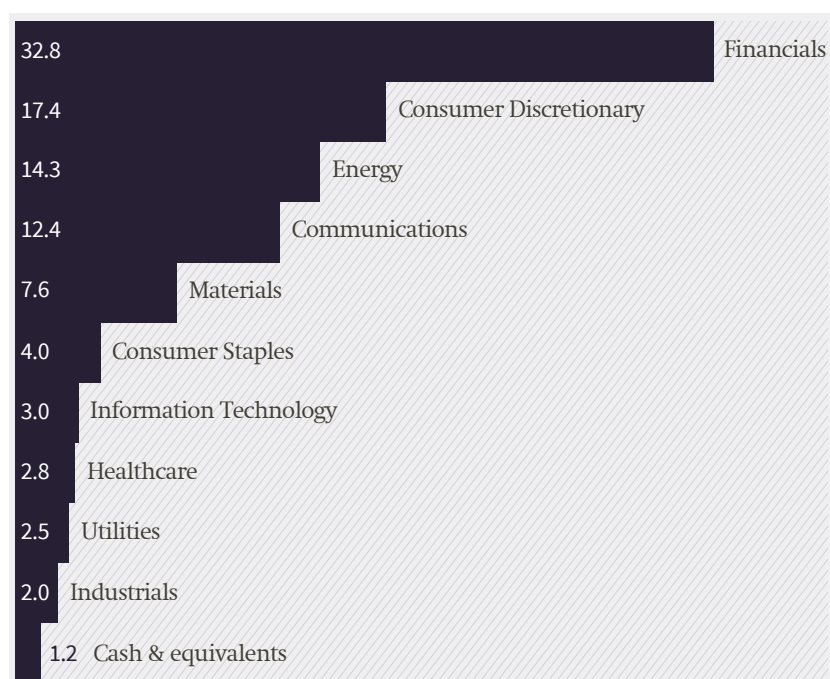 32.8 Financials
17.4 Consumer Discretionary
14.3 Energy
12.4 Communications
7.6 Materials
4.0 Consumer Staples
3.0 Information Technology
2.8 Healthcare
2.5 Utilities
2.0 Industrials
1.2 Cash & equivalents